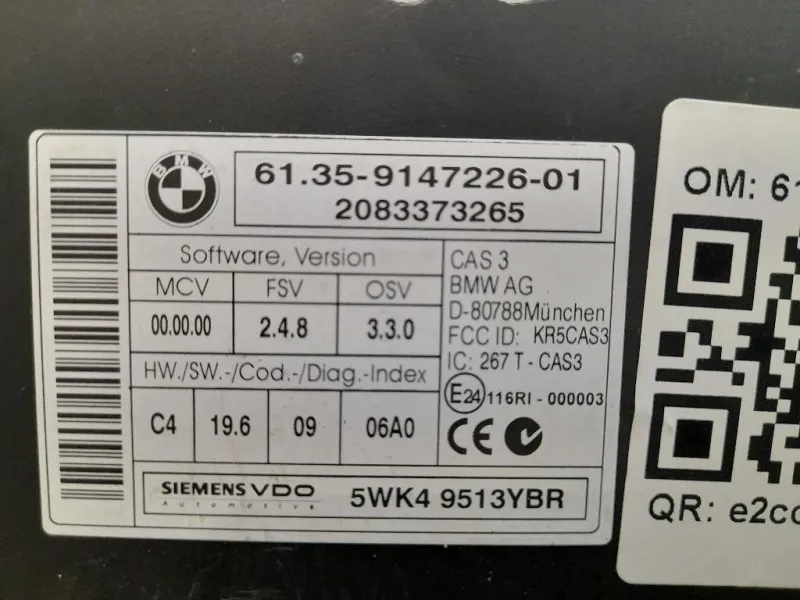 BMW
61.35-9147226-01
2083373265
Software, Version
MCV FSV OSV
00.00.00 2.4.8 3.3.0
HW./SW.-/Cod.-/Diag.-Index
C4 19.6 09 06A0
CAS 3
BMW AG
D-80788München
FCC ID: KR5CAS3
IC: 267 T - CAS3
E24 116RI - 000003
CE
SIEMENS VDO
Automotive
5WK4 9513YBR
OM: 61
QR: e2cc